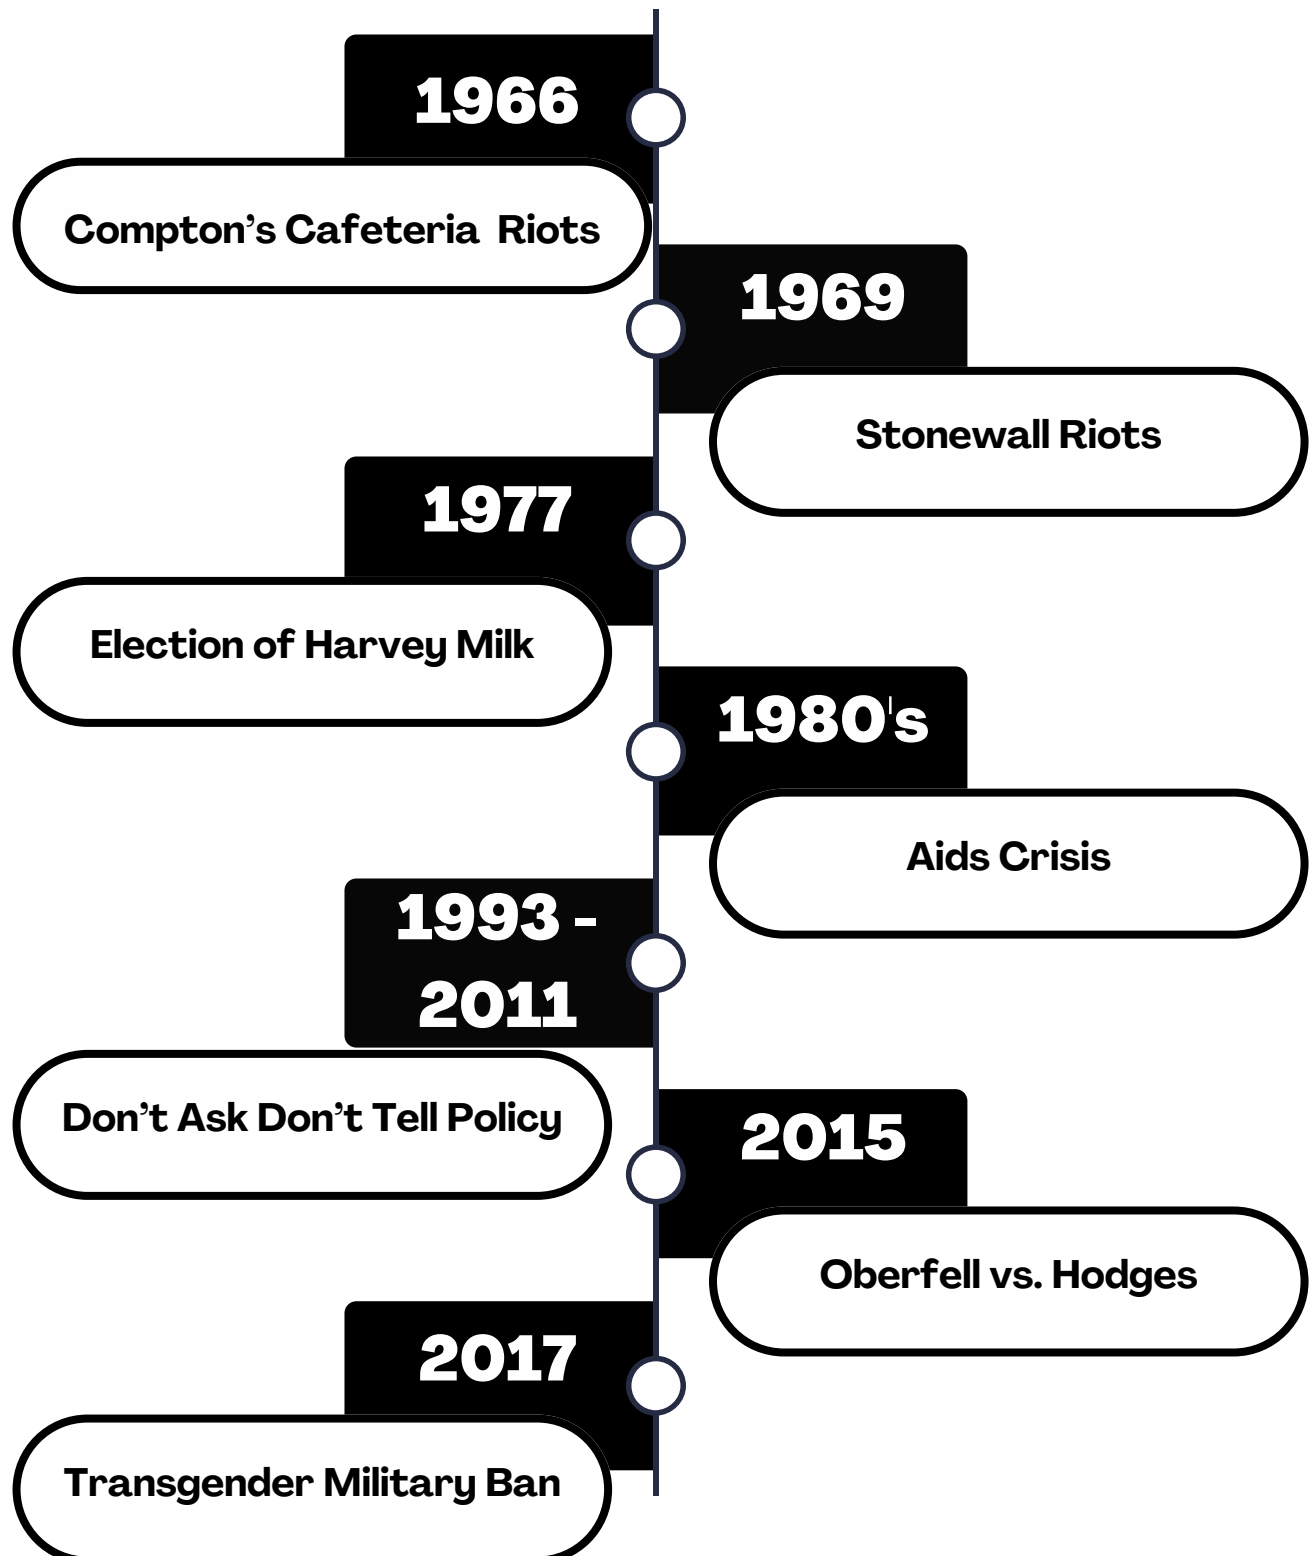 1966
Compton’s Cafeteria Riots
1969
Stonewall Riots
1977
Election of Harvey Milk
1980's
Aids Crisis
1993 -
2011
Don’t Ask Don’t Tell Policy
2015
Oberfell vs. Hodges
2017
Transgender Military Ban